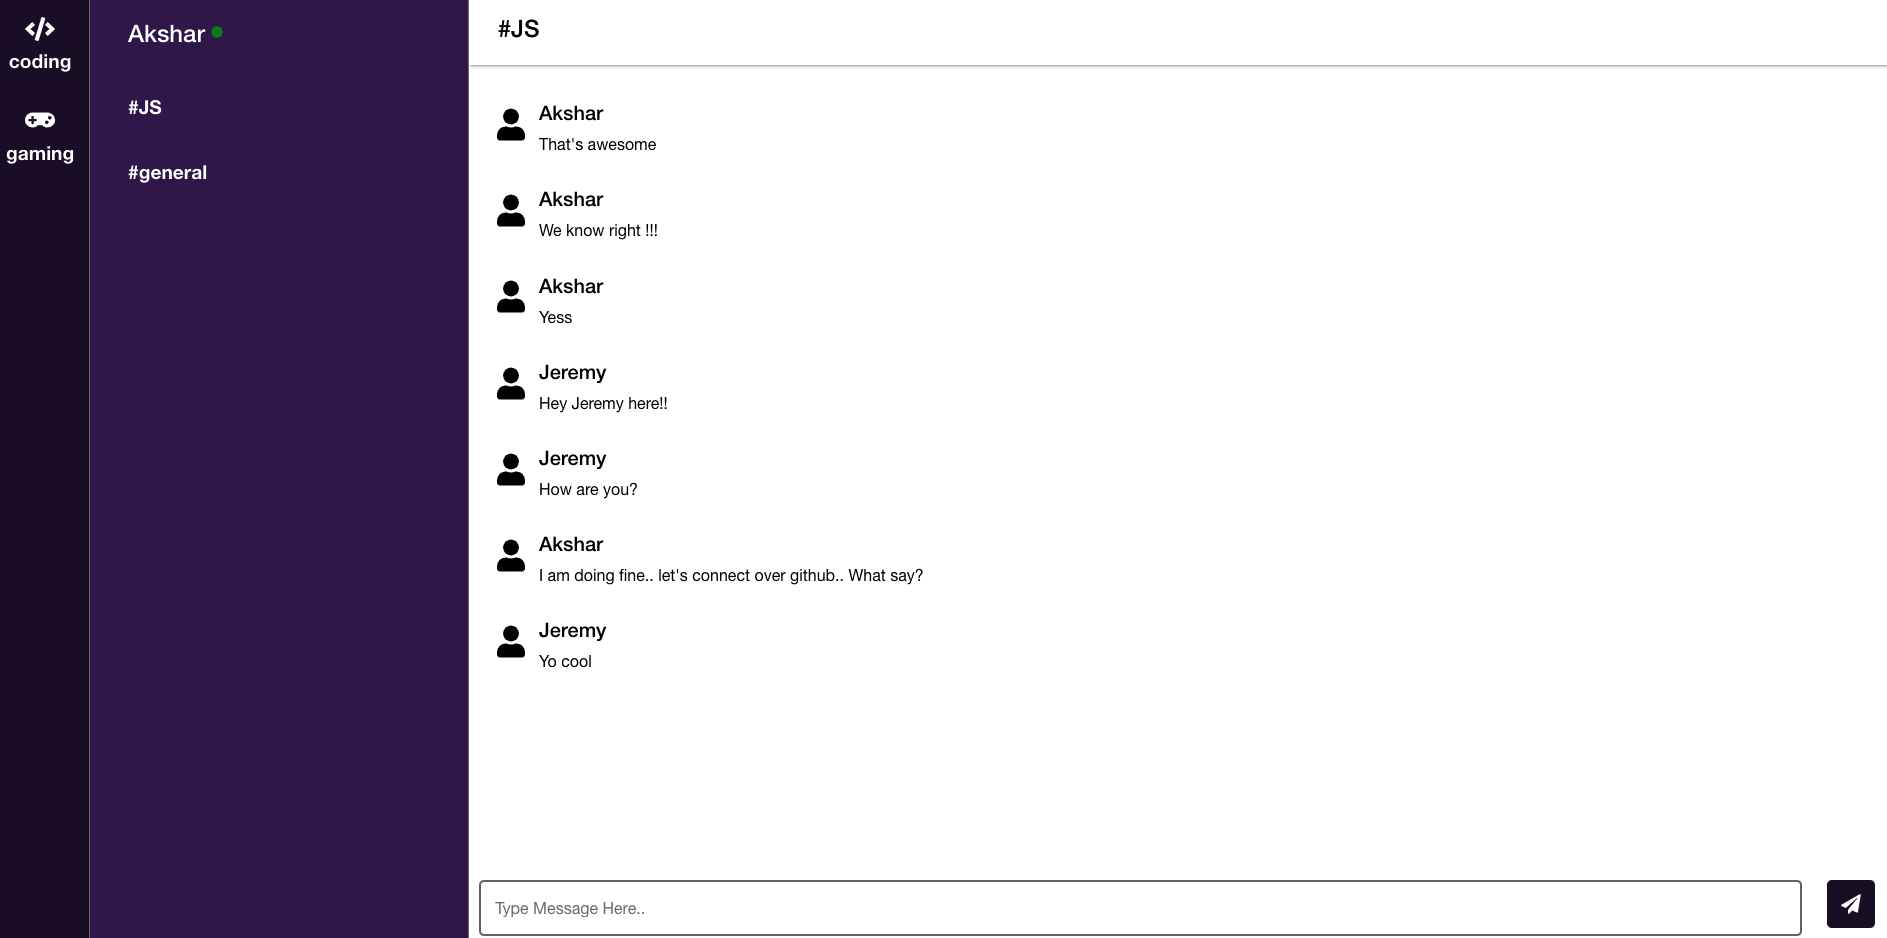 coding
gaming
Akshar
#JS
#general
#JS
Akshar
That's awesome
Akshar
We know right !!!
Akshar
Yess
Jeremy
Hey Jeremy here!!
Jeremy
How are you?
Akshar
I am doing fine.. let's connect over github.. What say?
Jeremy
Yo cool
Type Message Here..